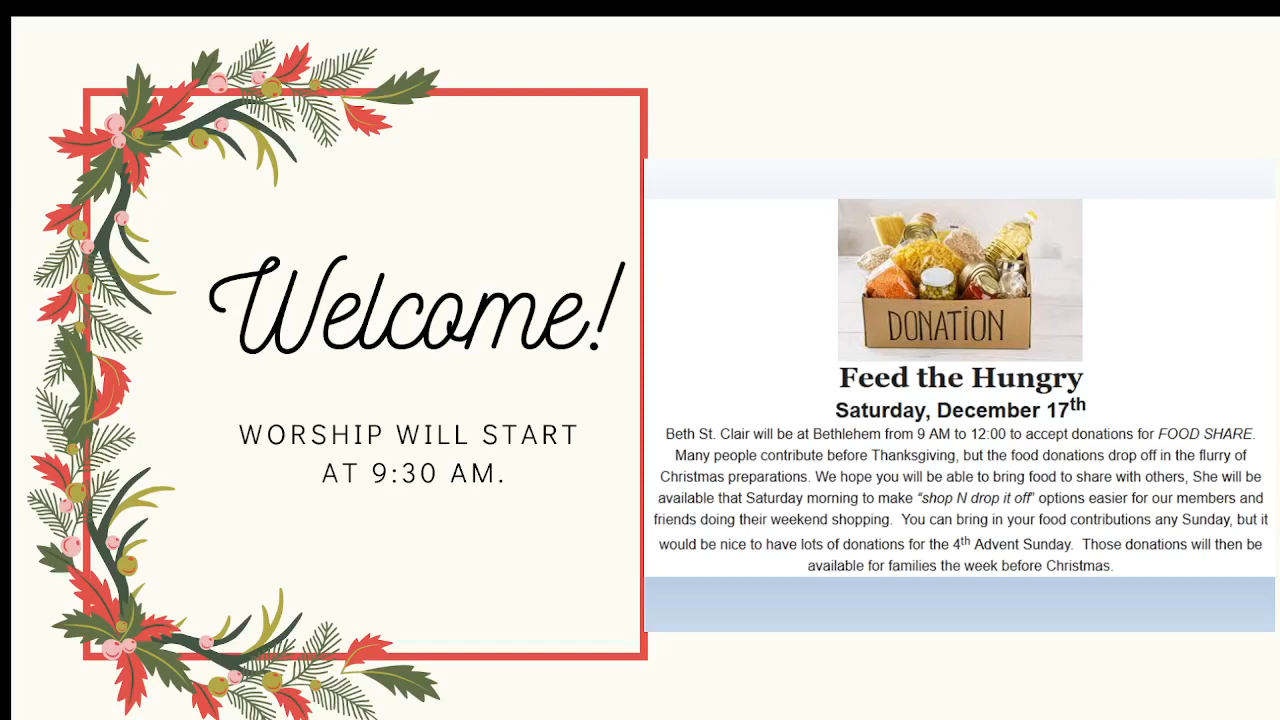 Welcome!
WORSHIP WILL START
AT 9:30 AM.
DONATION
Feed the Hungry
Saturday, December 17th
Beth St. Clair will be at Bethlehem from 9 AM to 12:00 to accept donations for FOOD SHARE.
Many people contribute before Thanksgiving, but the food donations drop off in the flurry of
Christmas preparations. We hope you will be able to bring food to share with others, She will be
available that Saturday morning to make “shop N drop it off” options easier for our members and
friends doing their weekend shopping. You can bring in your food contributions any Sunday, but it
would be nice to have lots of donations for the 4th Advent Sunday. Those donations will then be
available for families the week before Christmas.